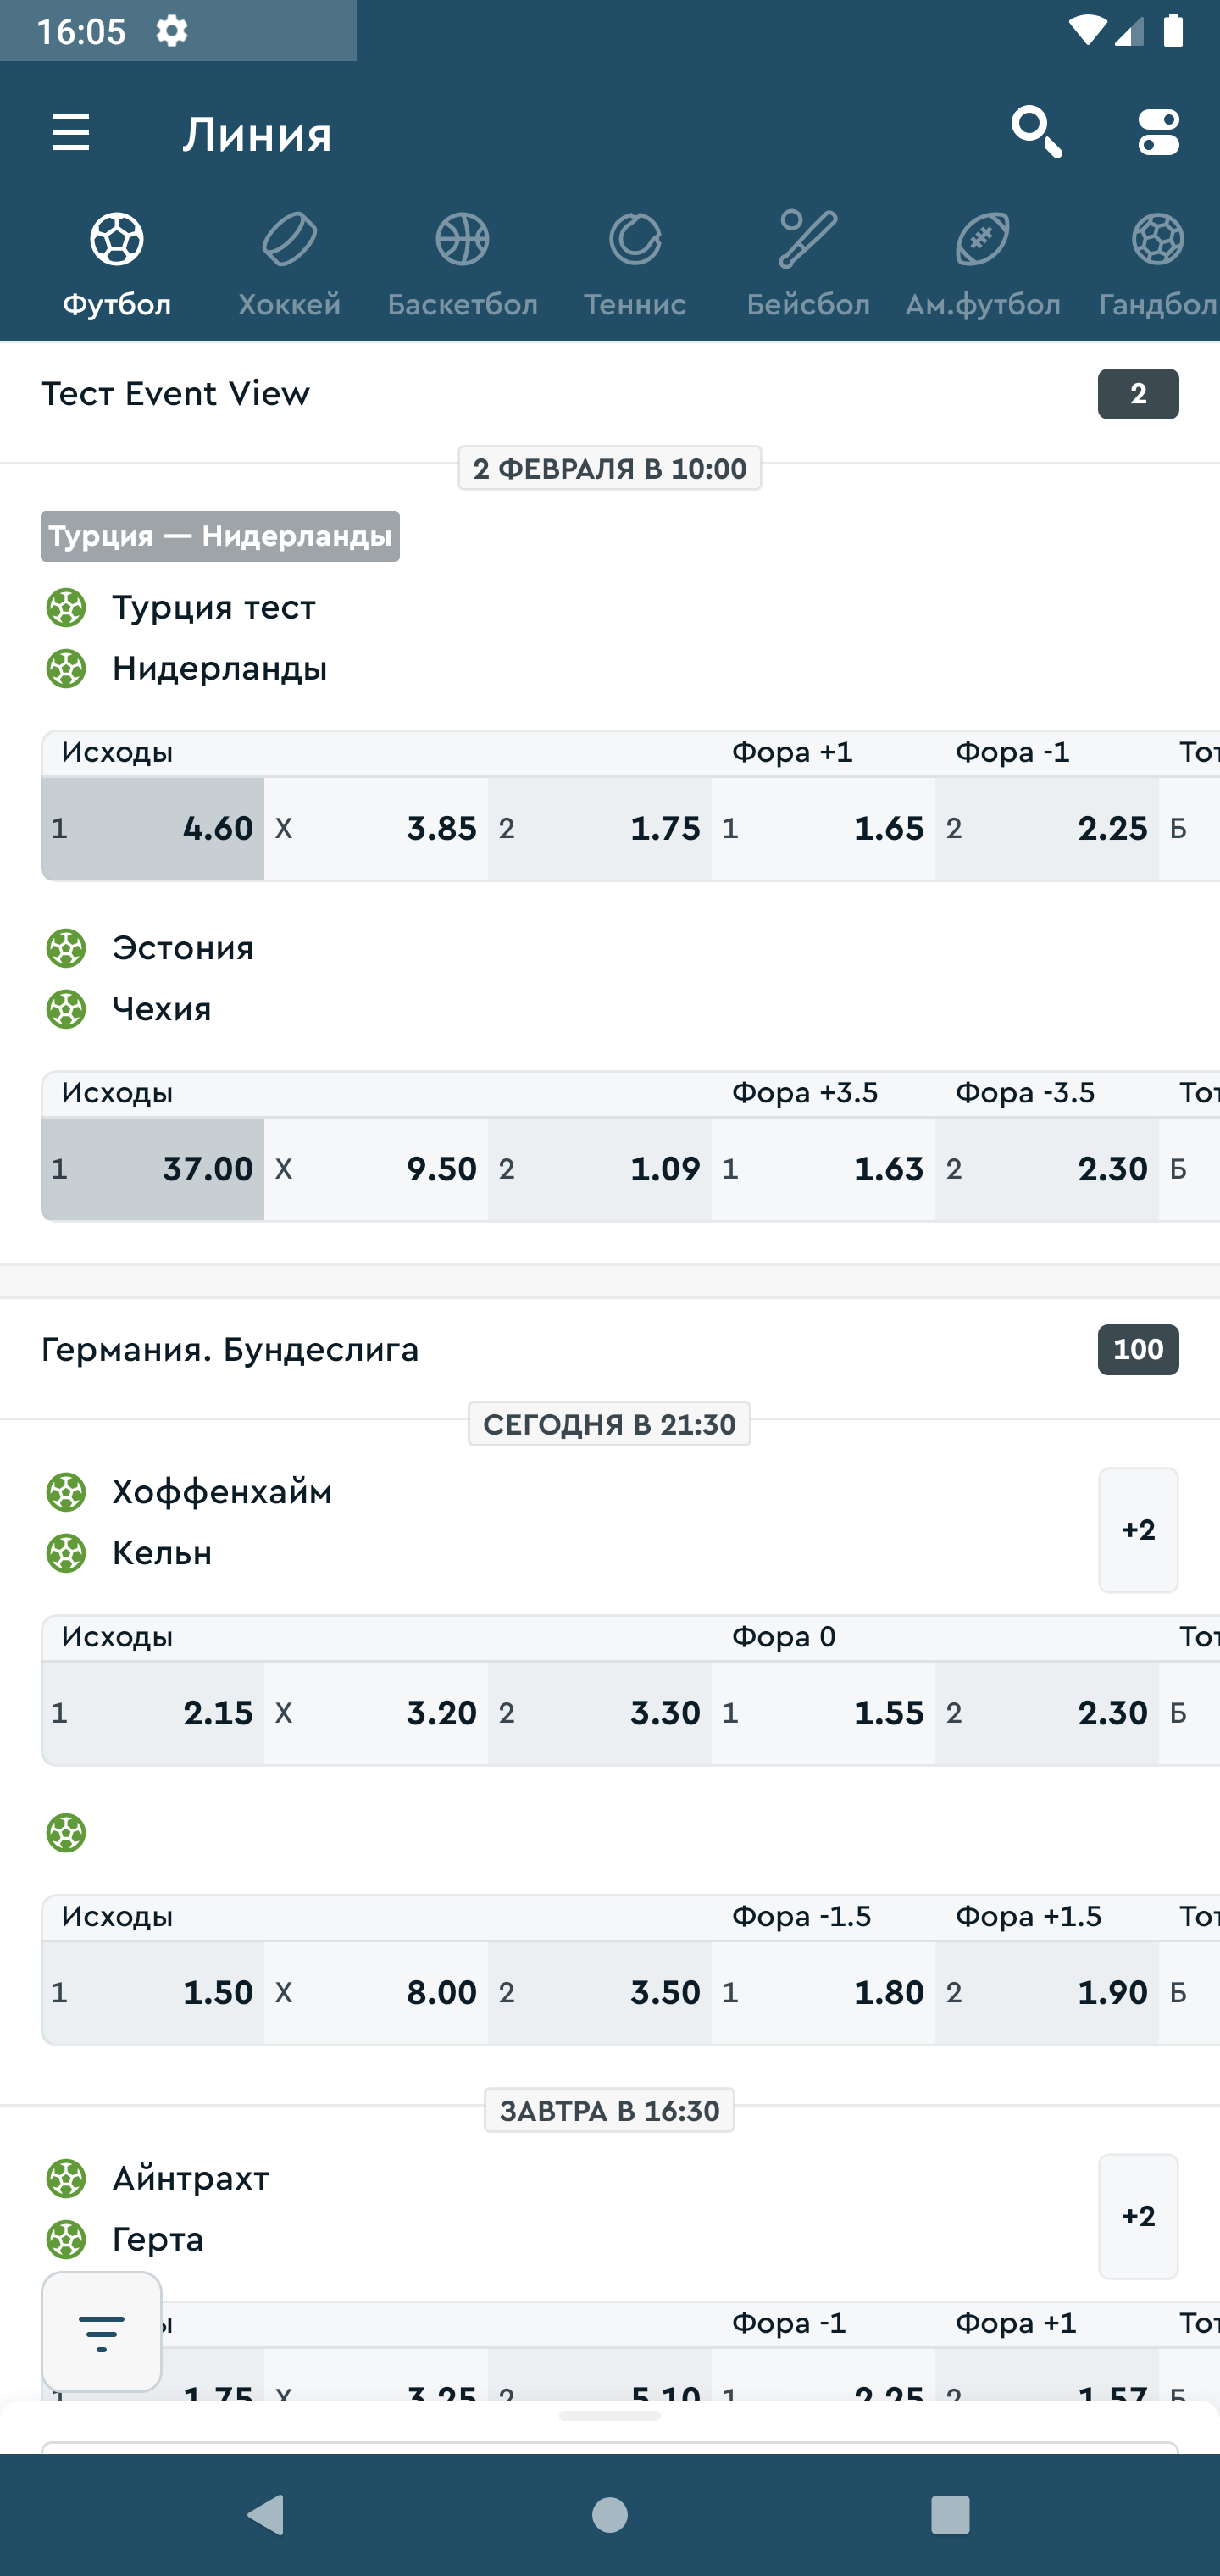 16:05
Линия
Футбол Хоккей Баскетбол Теннис Бейсбол Ам.футбол Гандбол
Тест Event View 2
2 ФЕВРАЛЯ В 10:00
Турция — Нидерланды
Турция тест
Нидерланды
Исходы Фора +1 Фора -1 Тот
1 4.60 X 3.85 2 1.75 1 1.65 2 2.25 Б
Эстония
Чехия
Исходы Фора +3.5 Фора -3.5 Тот
1 37.00 X 9.50 2 1.09 1 1.63 2 2.30 Б
Германия. Бундеслига 100
СЕГОДНЯ В 21:30
Хоффенхайм
+2
Кельн
Исходы Фора 0 Тот
1 2.15 X 3.20 2 3.30 1 1.55 2 2.30 Б
Исходы Фора -1.5 Фора +1.5 Тот
1 1.50 X 8.00 2 3.50 1 1.80 2 1.90 Б
ЗАВТРА В 16:30
Айнтрахт
+2
Герта
ы Фора -1 Фора +1 Тот
1 1.75 X 3.25 2 5.10 1 2.25 2 1.57 Б